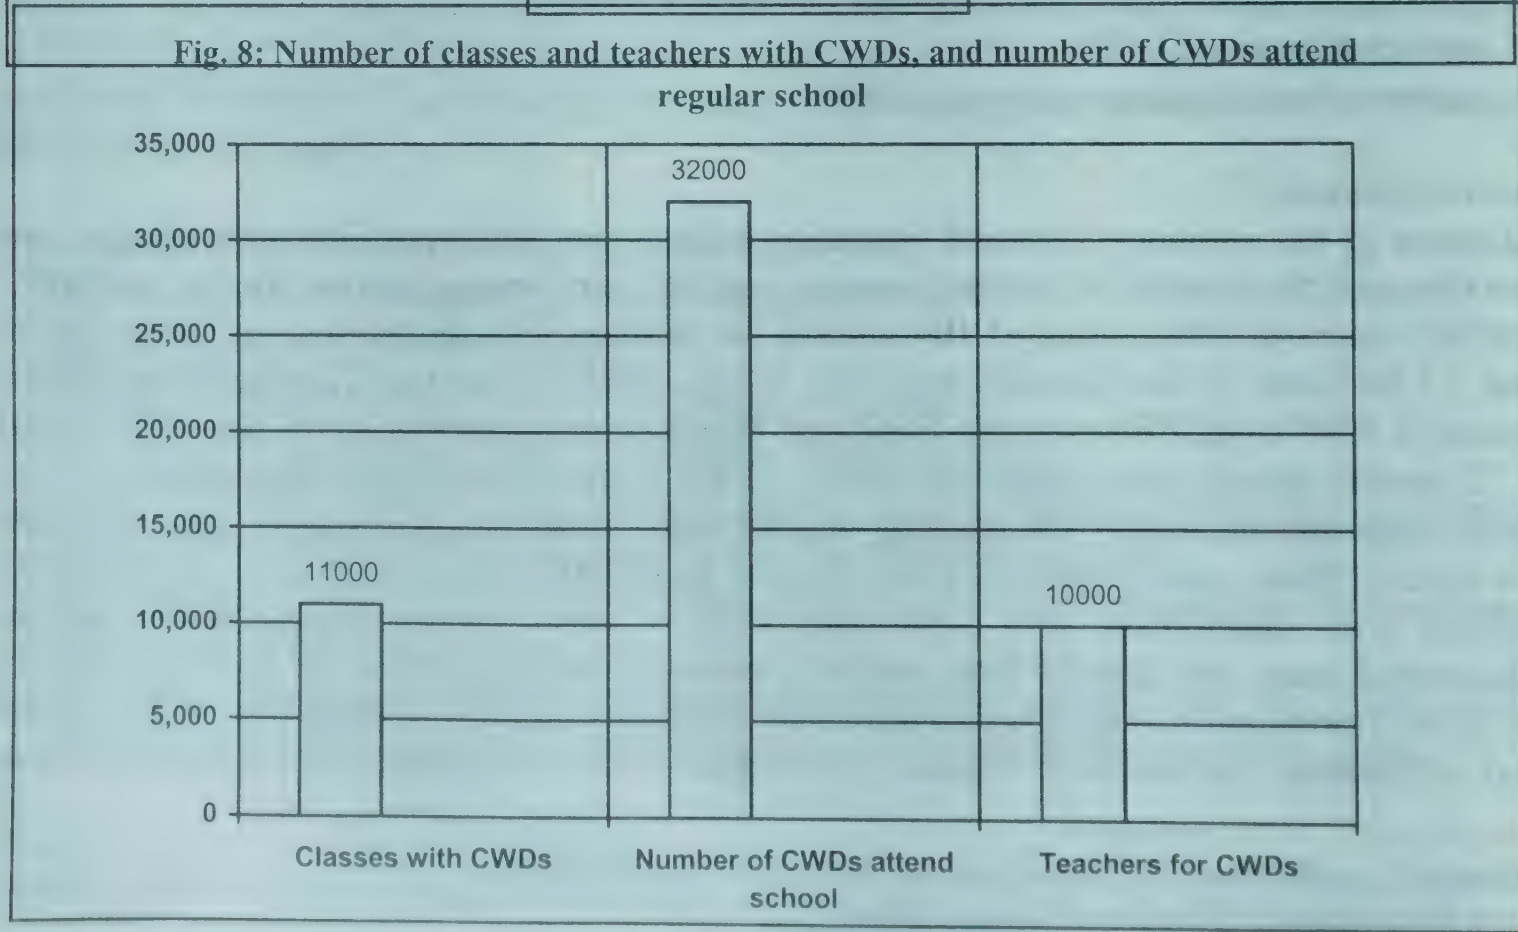 Fig. 8: Number of classes and teachers with CWDs, and number of CWDs attend
regular school
35,000
30,000
25,000
20,000
15,000
10,000
5,000
0
11000
32000
10000
Classes with CWDs
Number of CWDs attend
school
Teachers for CWDs